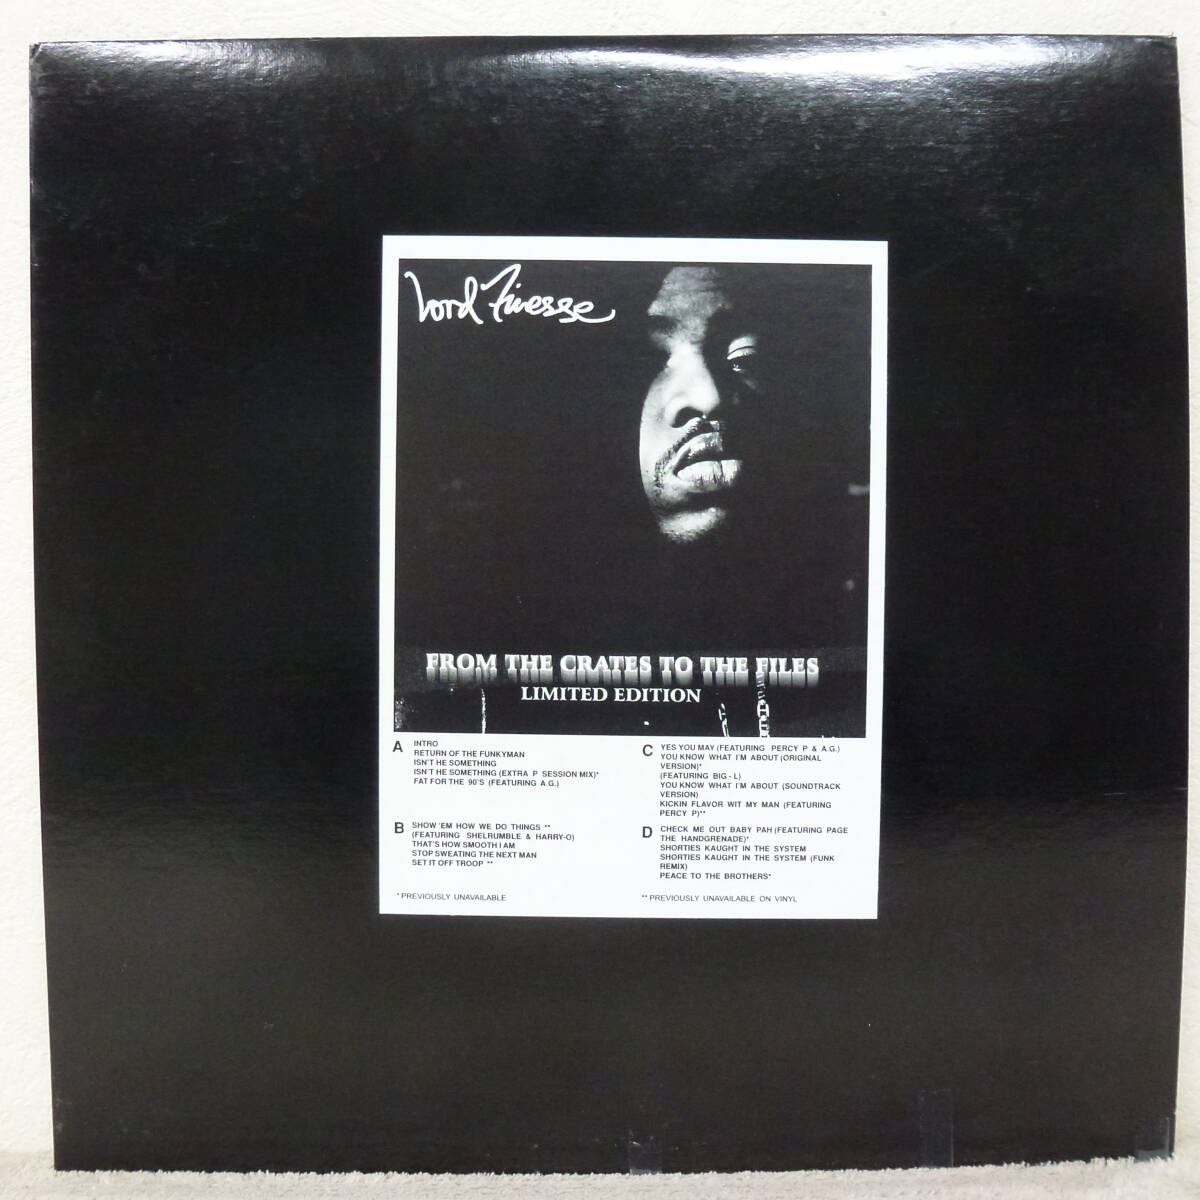 Lord Finesse
FROM THE CRATES TO THE FILES
LIMITED EDITION
A
INTRO
RETURN OF THE FUNKYMAN
ISN'T HE SOMETHING
ISN'T HE SOMETHING (EXTRA P SESSION MIX)*
FAT FOR THE 90'S (FEATURING A.G.)
B
SHOW 'EM HOW WE DO THINGS **
(FEATURING SHELRUMBLE & HARRY-O)
THAT'S HOW SMOOTH I AM
STOP SWEATING THE NEXT MAN
SET IT OFF TROOP **
* PREVIOUSLY UNAVAILABLE
C
YES YOU MAY (FEATURING PERCY P & A.G.)
YOU KNOW WHAT I'M ABOUT (ORIGINAL
VERSION)*
(FEATURING BIG - L)
YOU KNOW WHAT I'M ABOUT (SOUNDTRACK
VERSION)
KICKIN FLAVOR WIT MY MAN (FEATURING
PERCY P)**
D
CHECK ME OUT BABY PAH (FEATURING PAGE
THE HANDGRENADE)*
SHORTIES KAUGHT IN THE SYSTEM
SHORTIES KAUGHT IN THE SYSTEM (FUNK
REMIX)
PEACE TO THE BROTHERS*
** PREVIOUSLY UNAVAILABLE ON VINYL